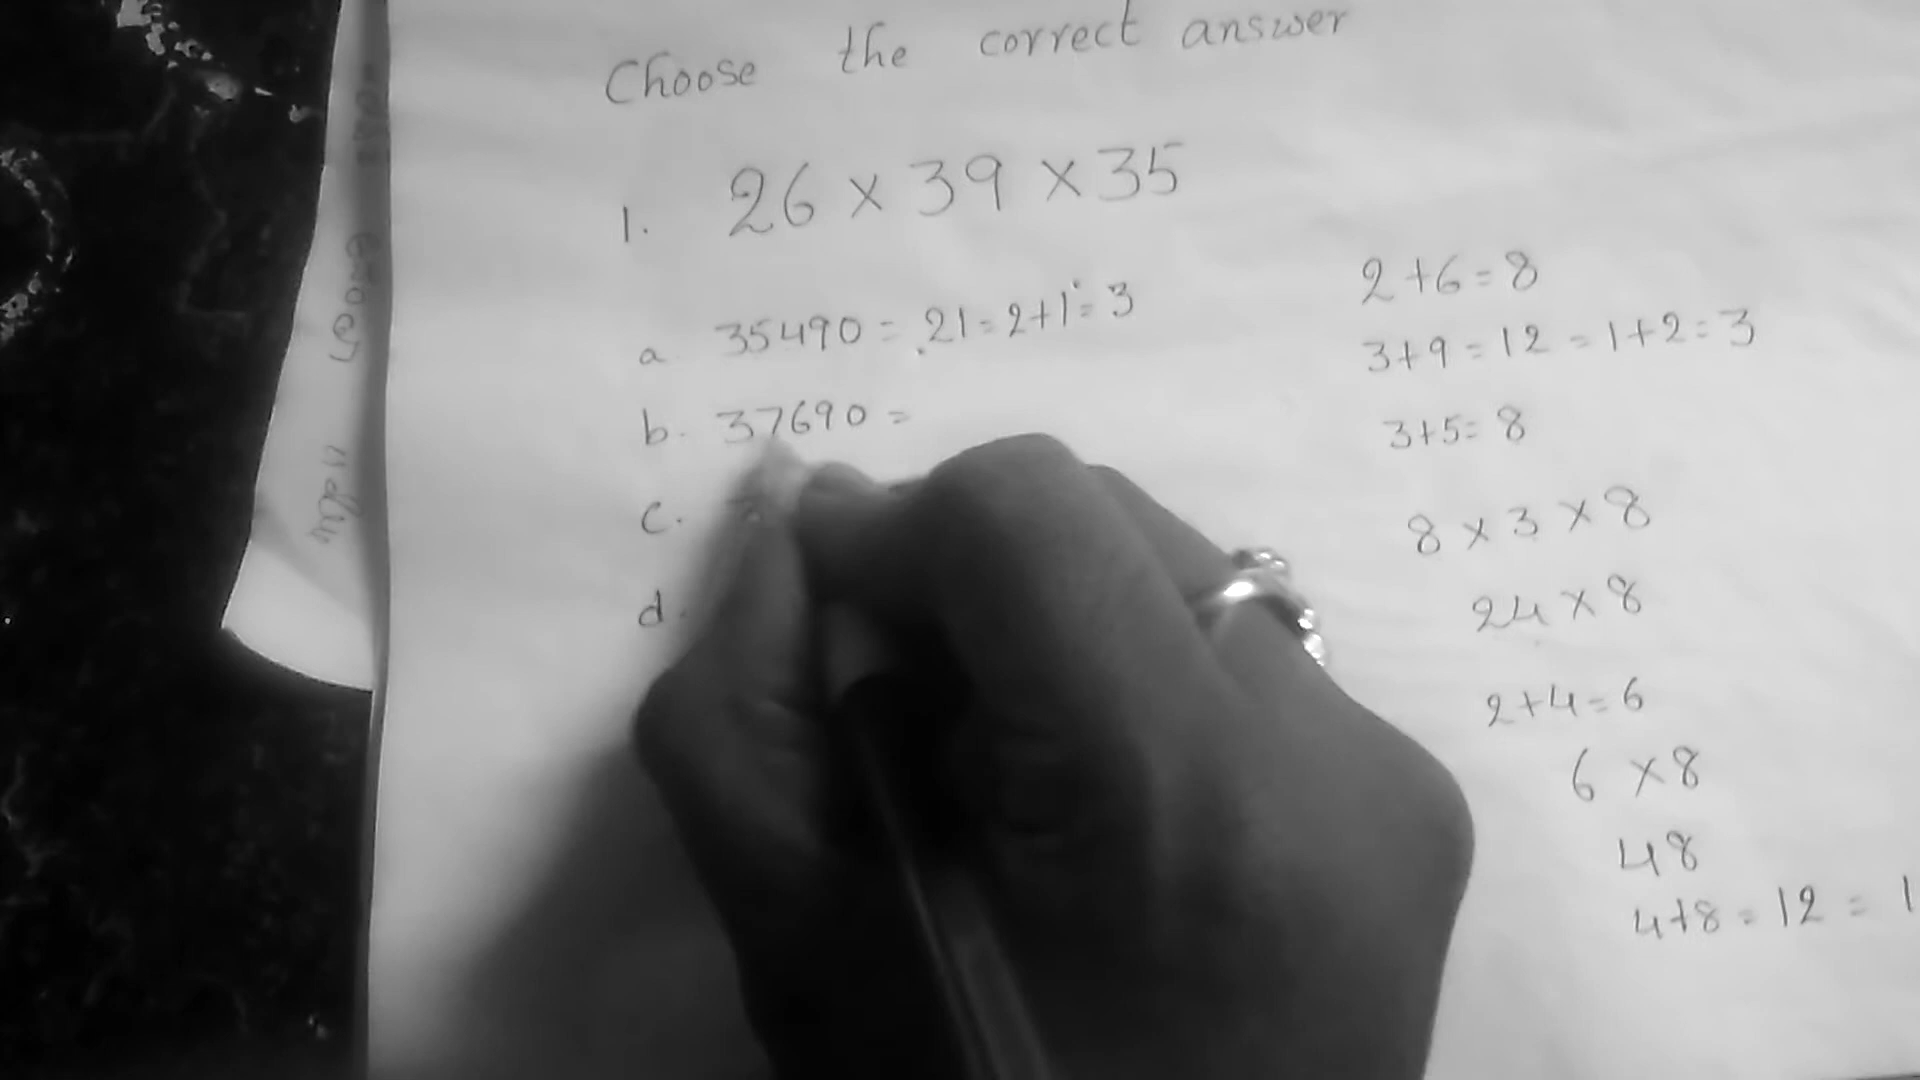 Choose the correct answer
1. 26 × 39 × 35
a 35490 = 21 = 2+1 = 3
b. 37690 =
c.
d.
2+6=8
3+9=12=1+2=3
3+5=8
8 × 3 × 8
24 × 8
2+4=6
6 × 8
48
4+8=12=1